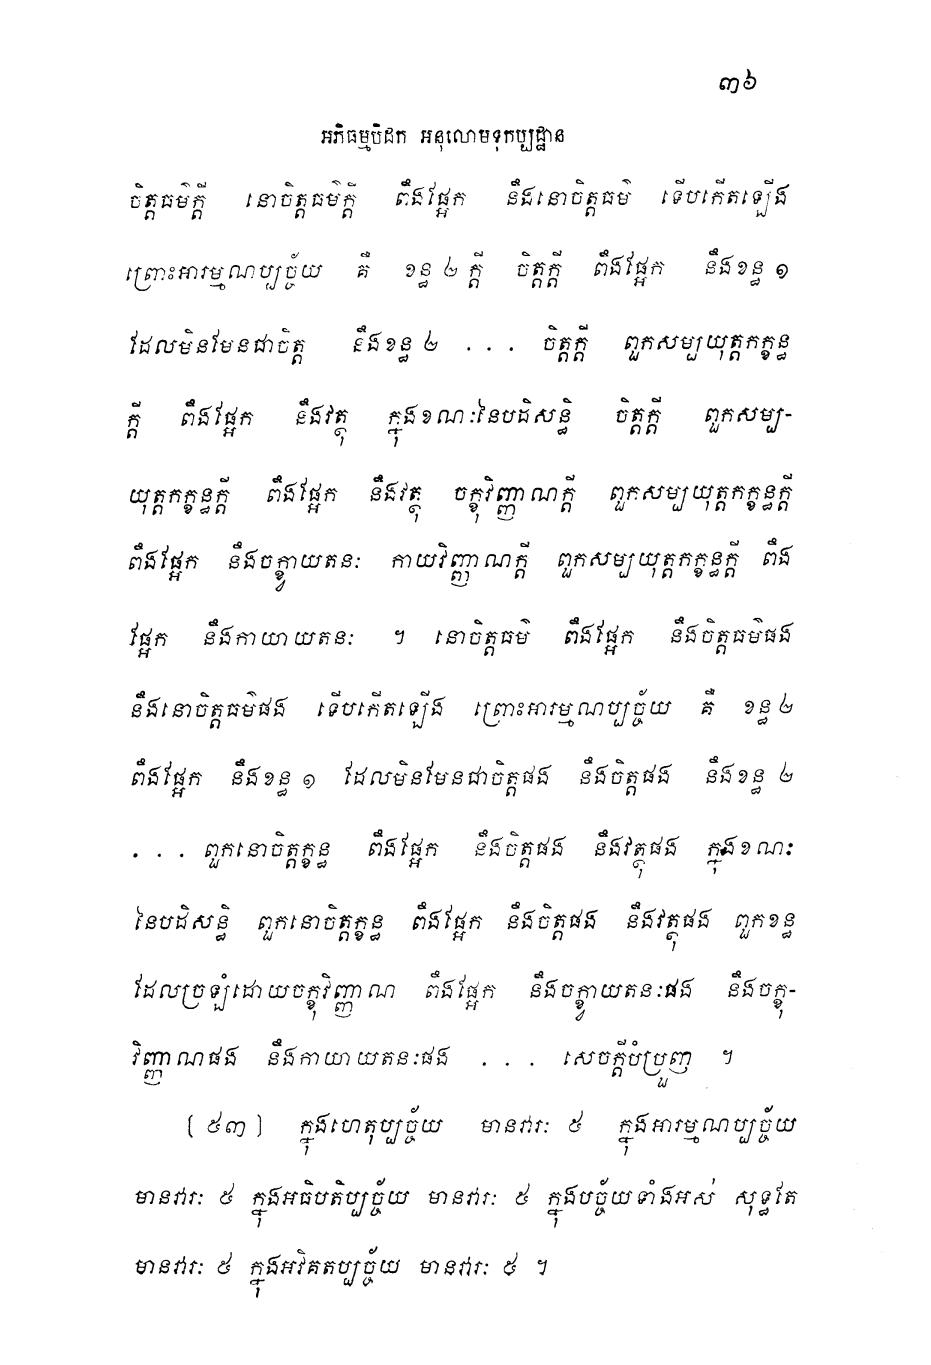 ៣៦
អភិធម្មបិដក អនុលោមទុកប្បដ្ឋាន
ចិត្តធម៌ក្តី នោចិត្តធម៌ក្តី ពឹងផ្អែក នឹងនោចិត្តធម៌ ទើបកើតឡើង
ព្រោះអារម្មណប្បច្ច័យ គឺ ខន្ធ ២ ក្តី ចិត្តក្តី ពឹងផ្អែក នឹងខន្ធ ១
ដែលមិនមែនជាចិត្ត នឹងខន្ធ ២ . . . ចិត្តក្តី ពួកសម្បយុត្តកក្ខន្ធ
ក្តី ពឹងផ្អែក នឹងវត្ថុ ក្នុងខណៈនៃបដិសន្ធិ ចិត្តក្តី ពួកសម្ប-
យុត្តកក្ខន្ធក្តី ពឹងផ្អែក នឹងវត្ថុ ចក្ខុវិញ្ញាណក្តី ពួកសម្បយុត្តកក្ខន្ធក្តី
ពឹងផ្អែក នឹងចក្ខ្វាយតនៈ កាយវិញ្ញាណក្តី ពួកសម្បយុត្តកក្ខន្ធក្តី ពឹង
ផ្អែក នឹងកាយាយតនៈ ។ នោចិត្តធម៌ ពឹងផ្អែក នឹងចិត្តធម៌ផង
នឹងនោចិត្តធម៌ផង ទើបកើតឡើង ព្រោះអារម្មណប្បច្ច័យ គឺ ខន្ធ ២
ពឹងផ្អែក នឹងខន្ធ ១ ដែលមិនមែនជាចិត្តផង នឹងចិត្តផង នឹងខន្ធ ២
. . . ពួកនោចិត្តក្ខន្ធ ពឹងផ្អែក នឹងចិត្តផង នឹងវត្ថុផង ក្នុងខណៈ
នៃបដិសន្ធិ ពួកនោចិត្តក្ខន្ធ ពឹងផ្អែក នឹងចិត្តផង នឹងវត្ថុផង ពួកខន្ធ
ដែលច្រឡំដោយចក្ខុវិញ្ញាណ ពឹងផ្អែក នឹងចក្ខ្វាយតនៈផង នឹងចក្ខុ-
វិញ្ញាណផង នឹងកាយាយតនៈផង . . . សេចក្តីបំប្រួញ ។
[ ៥៣ ] ក្នុងហេតុប្បច្ច័យ មានវារៈ ៥ ក្នុងអារម្មណប្បច្ច័យ
មានវារៈ ៥ ក្នុងអធិបតិប្បច្ច័យ មានវារៈ ៥ ក្នុងបច្ច័យទាំងអស់ សុទ្ធតែ
មានវារៈ ៥ ក្នុងអវិគតប្បច្ច័យ មានវារៈ ៥ ។